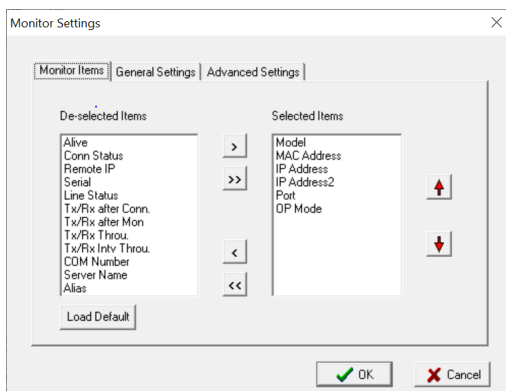 Monitor Settings
Monitor Items General Settings Advanced Settings
De-selected Items
Alive
Conn Status
Remote IP
Serial
Line Status
Tx/Rx after Conn.
Tx/Rx after Mon
Tx/Rx Throu.
Tx/Rx Intv Throu.
COM Number
Server Name
Alias
>
>>
<
<<
Selected Items
Model
MAC Address
IP Address
IP Address2
Port
OP Mode
Load Default
OK Cancel